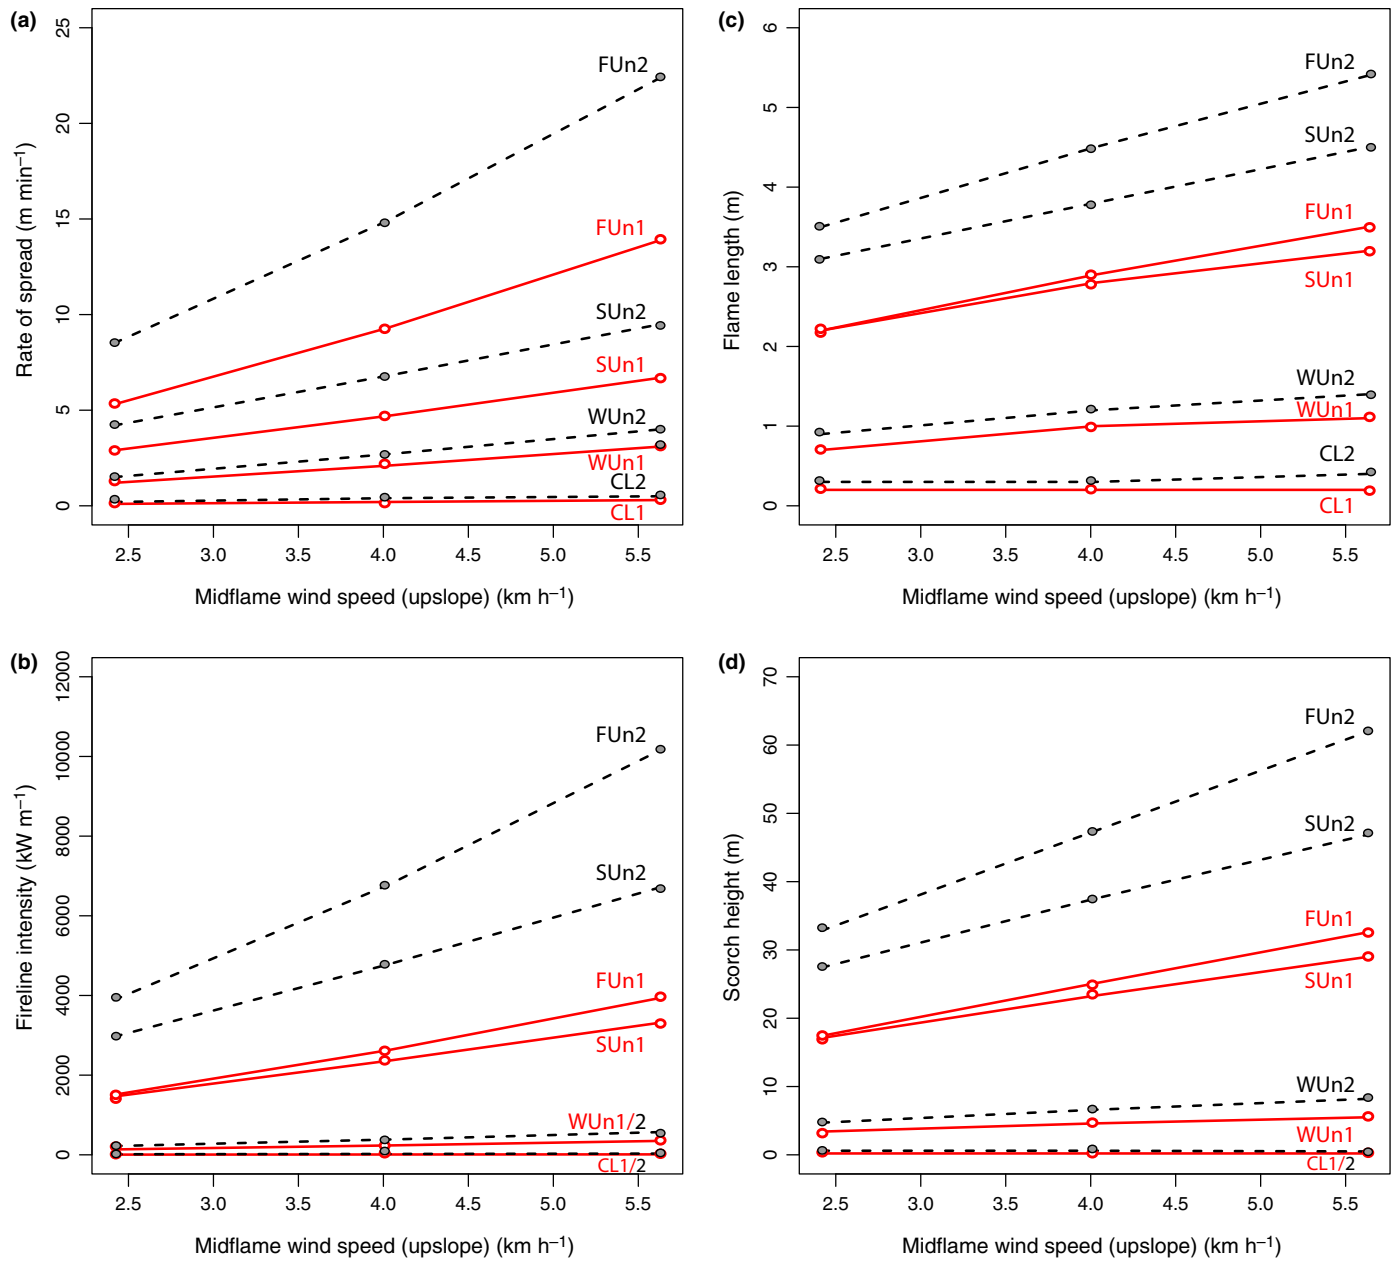 (a)
25
20
15
10
5
0
Rate of spread (m min⁻¹)
FUn2
FUn1
SUn2
SUn1
WUn2
WUn1
CL2
CL1
2.5 3.0 3.5 4.0 4.5 5.0 5.5
Midflame wind speed (upslope) (km h⁻¹)
(c)
6
5
4
3
2
1
0
Flame length (m)
FUn2
SUn2
FUn1
SUn1
WUn2
WUn1
CL2
CL1
2.5 3.0 3.5 4.0 4.5 5.0 5.5
Midflame wind speed (upslope) (km h⁻¹)
(b)
12000
10000
8000
6000
4000
2000
0
Fireline intensity (kW m⁻¹)
FUn2
SUn2
FUn1
SUn1
WUn1/2
CL1/2
2.5 3.0 3.5 4.0 4.5 5.0 5.5
Midflame wind speed (upslope) (km h⁻¹)
(d)
70
60
50
40
30
20
10
0
Scorch height (m)
FUn2
SUn2
FUn1
SUn1
WUn2
WUn1
CL1/2
2.5 3.0 3.5 4.0 4.5 5.0 5.5
Midflame wind speed (upslope) (km h⁻¹)